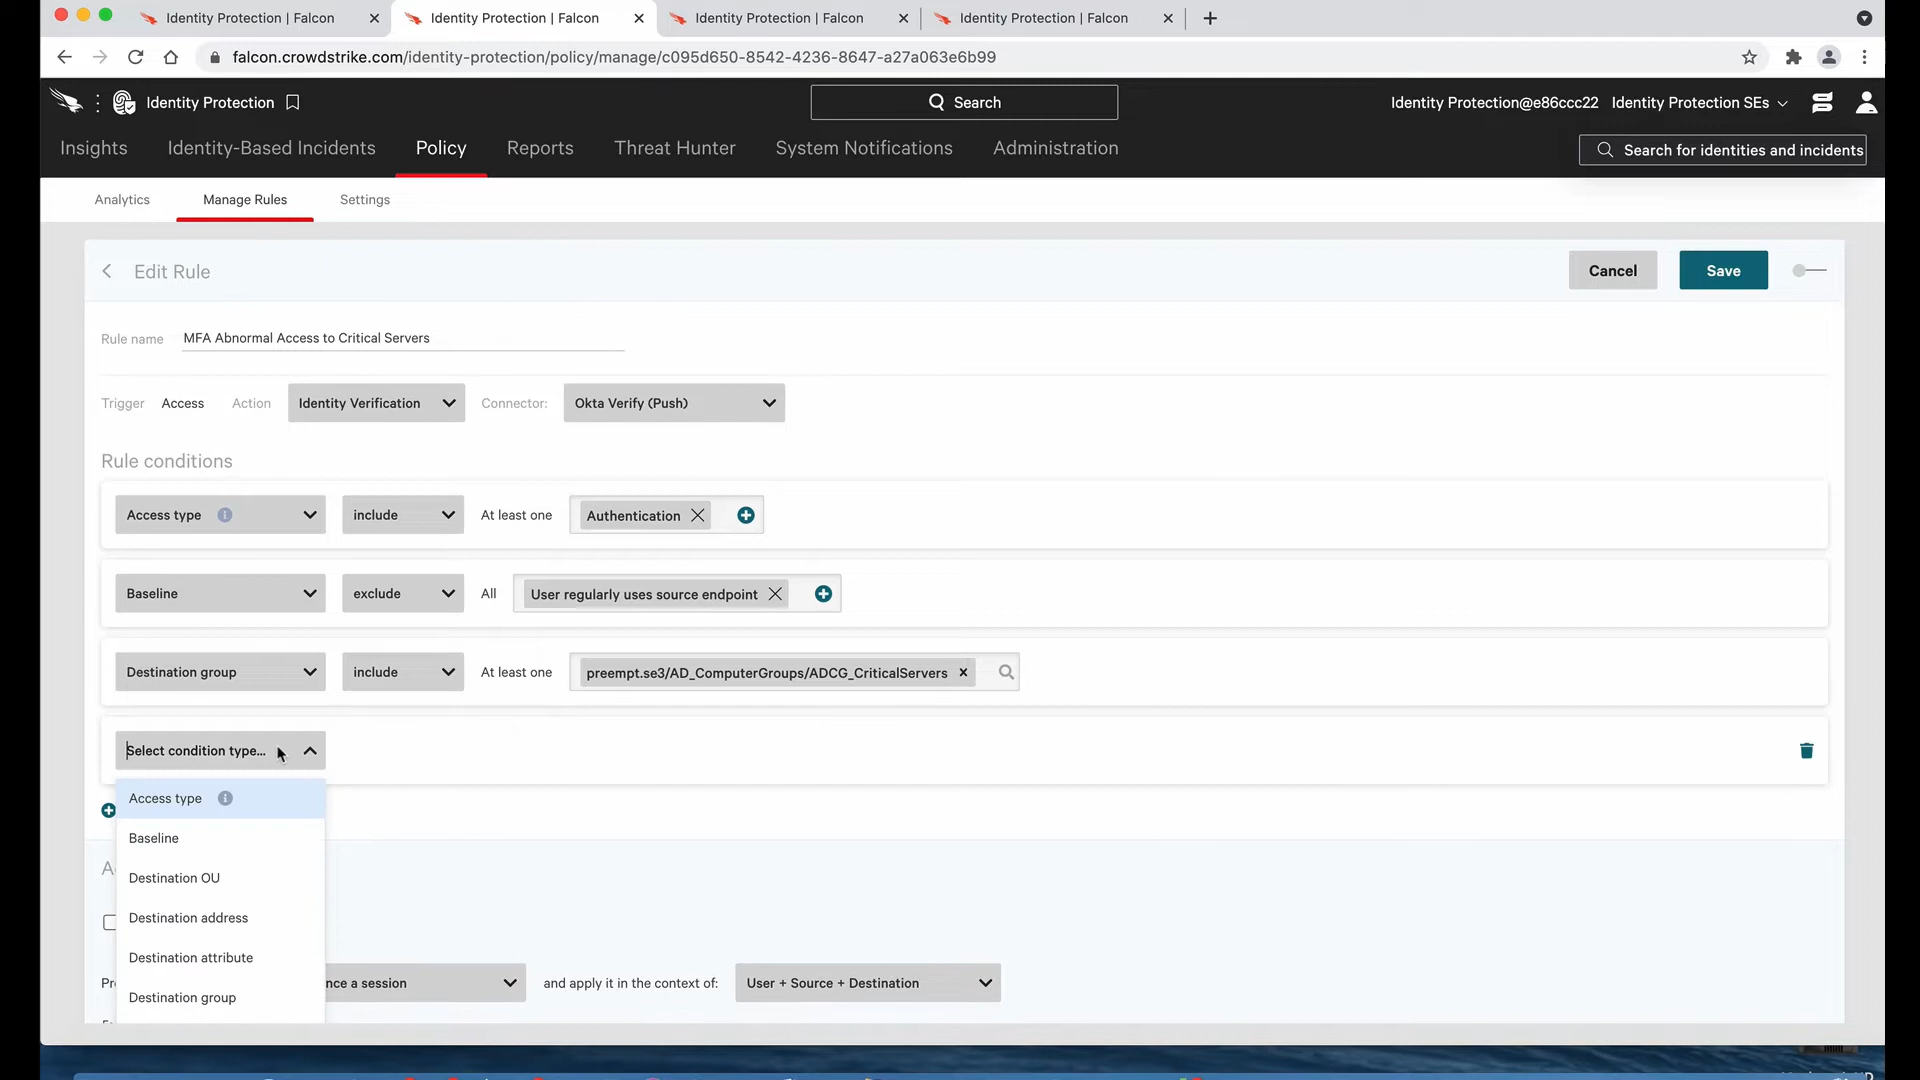 Identity Protection | Falcon
Identity Protection | Falcon
Identity Protection | Falcon
Identity Protection | Falcon
falcon.crowdstrike.com/identity-protection/policy/manage/c095d650-8542-4236-8647-a27a063e6b99
Identity Protection
Search
Identity Protection@e86ccc22
Identity Protection SEs
Insights
Identity-Based Incidents
Policy
Reports
Threat Hunter
System Notifications
Administration
Search for identities and incidents
Analytics
Manage Rules
Settings
Edit Rule
Cancel
Save
Rule name
MFA Abnormal Access to Critical Servers
Trigger Access Action Identity Verification Connector: Okta Verify (Push)
Rule conditions
Access type include At least one Authentication
Baseline exclude All User regularly uses source endpoint
Destination group include At least one preempt.se3/AD_ComputerGroups/ADCG_CriticalServers
Select condition type...
Access type
Baseline
Destination OU
Destination address
Destination attribute
nce a session and apply it in the context of: User + Source + Destination
Destination group